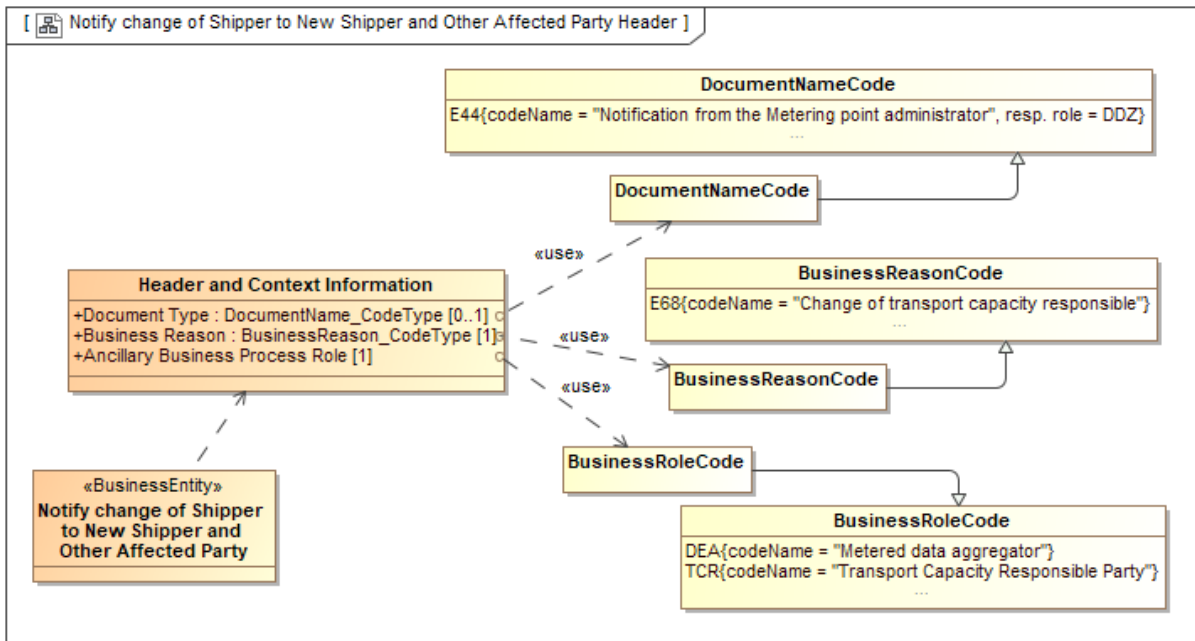 [ Notify change of Shipper to New Shipper and Other Affected Party Header ]
DocumentNameCode
E44{codeName = "Notification from the Metering point administrator", resp. role = DDZ}
...
DocumentNameCode
«use»
Header and Context Information
+Document Type : DocumentName_CodeType [0..1]
+Business Reason : BusinessReason_CodeType [1]
+Ancillary Business Process Role [1]
BusinessReasonCode
E68{codeName = "Change of transport capacity responsible"}
...
«use»
BusinessReasonCode
«use»
BusinessRoleCode
«BusinessEntity»
Notify change of Shipper
to New Shipper and
Other Affected Party
BusinessRoleCode
DEA{codeName = "Metered data aggregator"}
TCR{codeName = "Transport Capacity Responsible Party"}
...